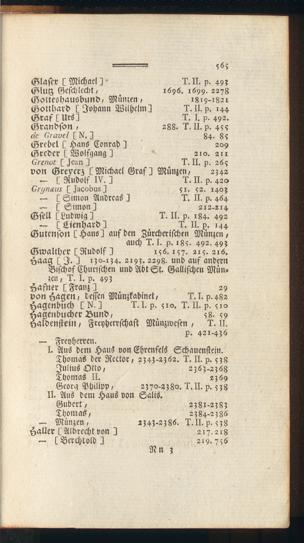 565
Glaser [ Michael ] T. II. p. 493
Glutz Geschlecht, 1696. 1699. 2278
Gotteshausbund, Münzen, 1819-1821
Gotthard [ Johann Wilhelm ] T. II. p. 144
Graf [ Urs ] T. I. p. 492.
Grandson, 288. T. II. p. 455
de Gravel [ N. ] 84. 85
Grebel [ Hans Conrad ] 209
Greder [ Wolfgang ] 210. 211
Grenot [ Jean ] T. II. p. 265
von Greyerz [ Michael Graf ] Münzen, 2342
— [ Rudolf IV. ] T. II. p. 420
Grynæus [ Jacobus ] 51. 52. 1403
— [ Simon Andreas ] T. II. p. 464
— [ Simon ] 212-214
Gsell [ Ludwig ] T. II. p. 184. 492
— [ Lienhard ] T. II. p. 144
Gutenson [ Hans ] auf den Zürcherischen Münzen,
auch T. I. p. 185. 492. 493
Gwalther [ Rudolf ] 156. 157. 215. 216.
Haag [ J. ] 130-134. 2193. 2298. und auf andern
Bischof Churischen und Abt St. Gallischen Mün-
zen, T. I. p. 493
Hafner [ Franz ] 29
von Hagen, dessen Münzkabinet, T. I. p. 482
Hagenbuch [ N. ] T. I. p. 510. T. II. p. 510
Hagenbucher Bund, 58. 59
Haldenstein, Freyherrschaft Münzwesen, T. II.
p. 421-436
— Freyherren.
I. Aus dem Haus von Ehrenfels Schauenstein.
Thomas der Rector, 2343-2362. T. II. p. 538
Julius Otto, 2363-2368
Thomas II. 2369
Georg Philipp, 2370-2380. T. II. p. 538
II. Aus dem Haus von Salis.
Gubert, 2381-2383
Thomas, 2384-2386
— Münzen, 2343-2386. T. II. p. 538
Haller [ Albrecht von ] 217. 218
— [ Berchtold ] 219. 756
Nn 3